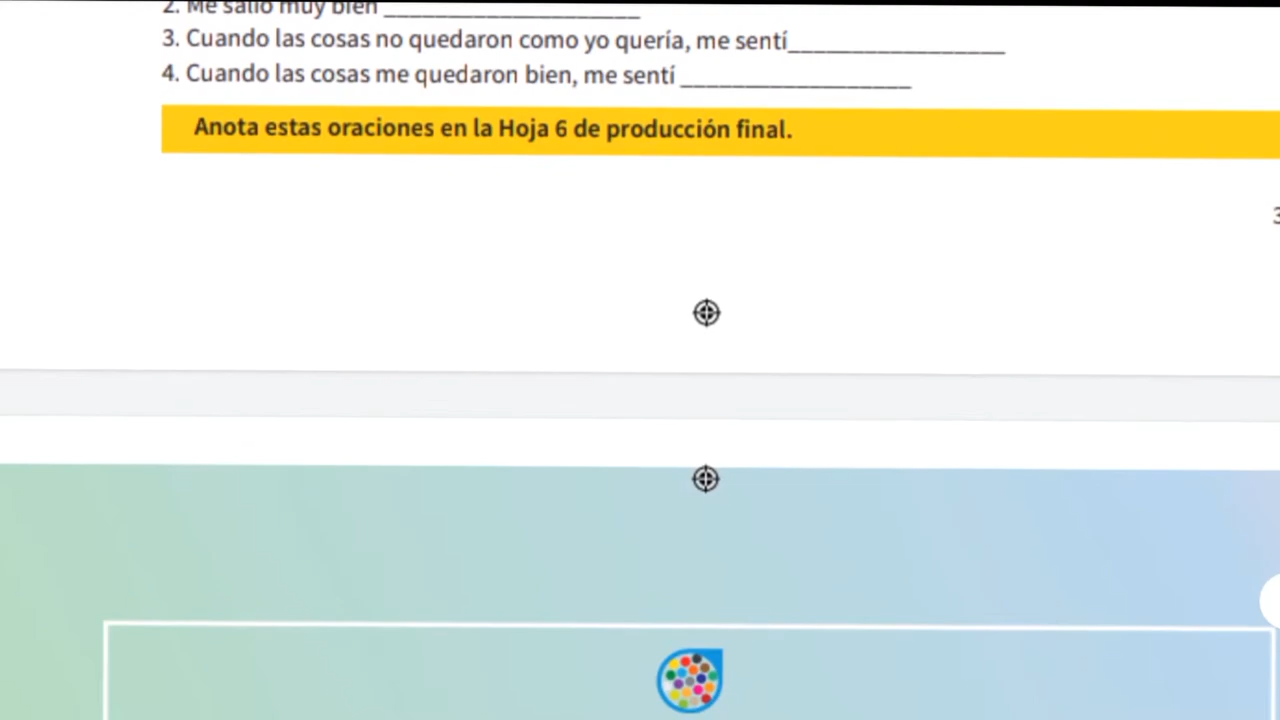 2. Me salió muy bien ____________________
3. Cuando las cosas no quedaron como yo quería, me sentí_________________
4. Cuando las cosas me quedaron bien, me sentí __________________
Anota estas oraciones en la Hoja 6 de producción final.